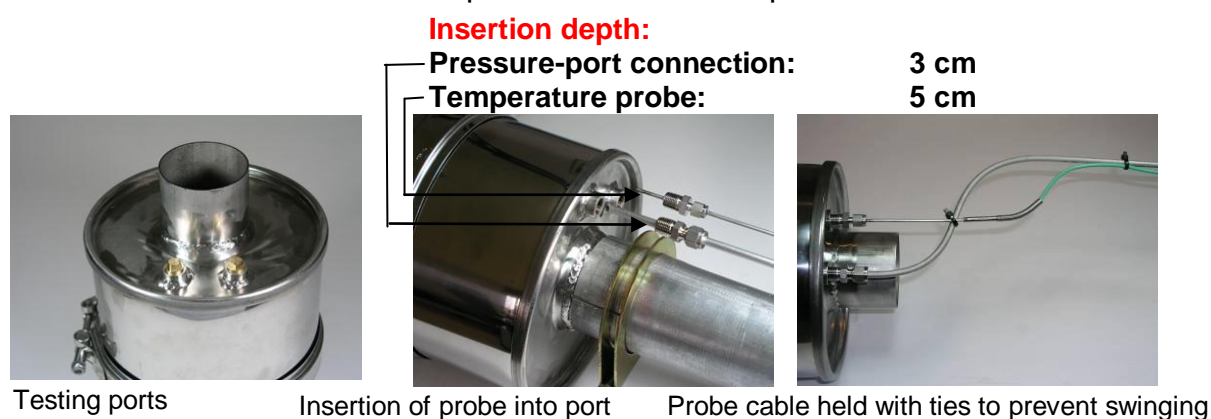 Insertion depth:
Pressure-port connection: 3 cm
Temperature probe: 5 cm
Testing ports
Insertion of probe into port
Probe cable held with ties to prevent swinging